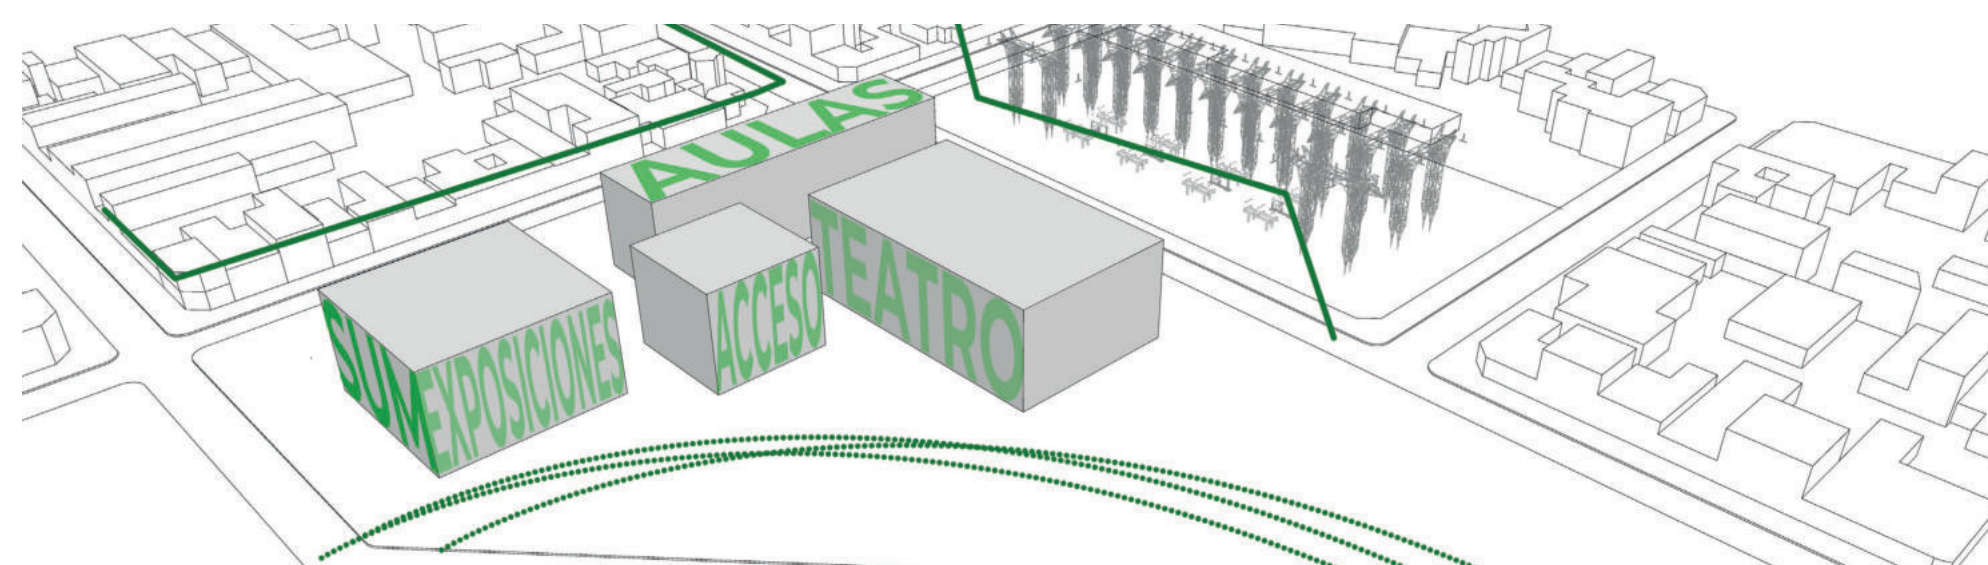 AULAS
TEATRO
ACCESO
SUM
EXPOSICIONES